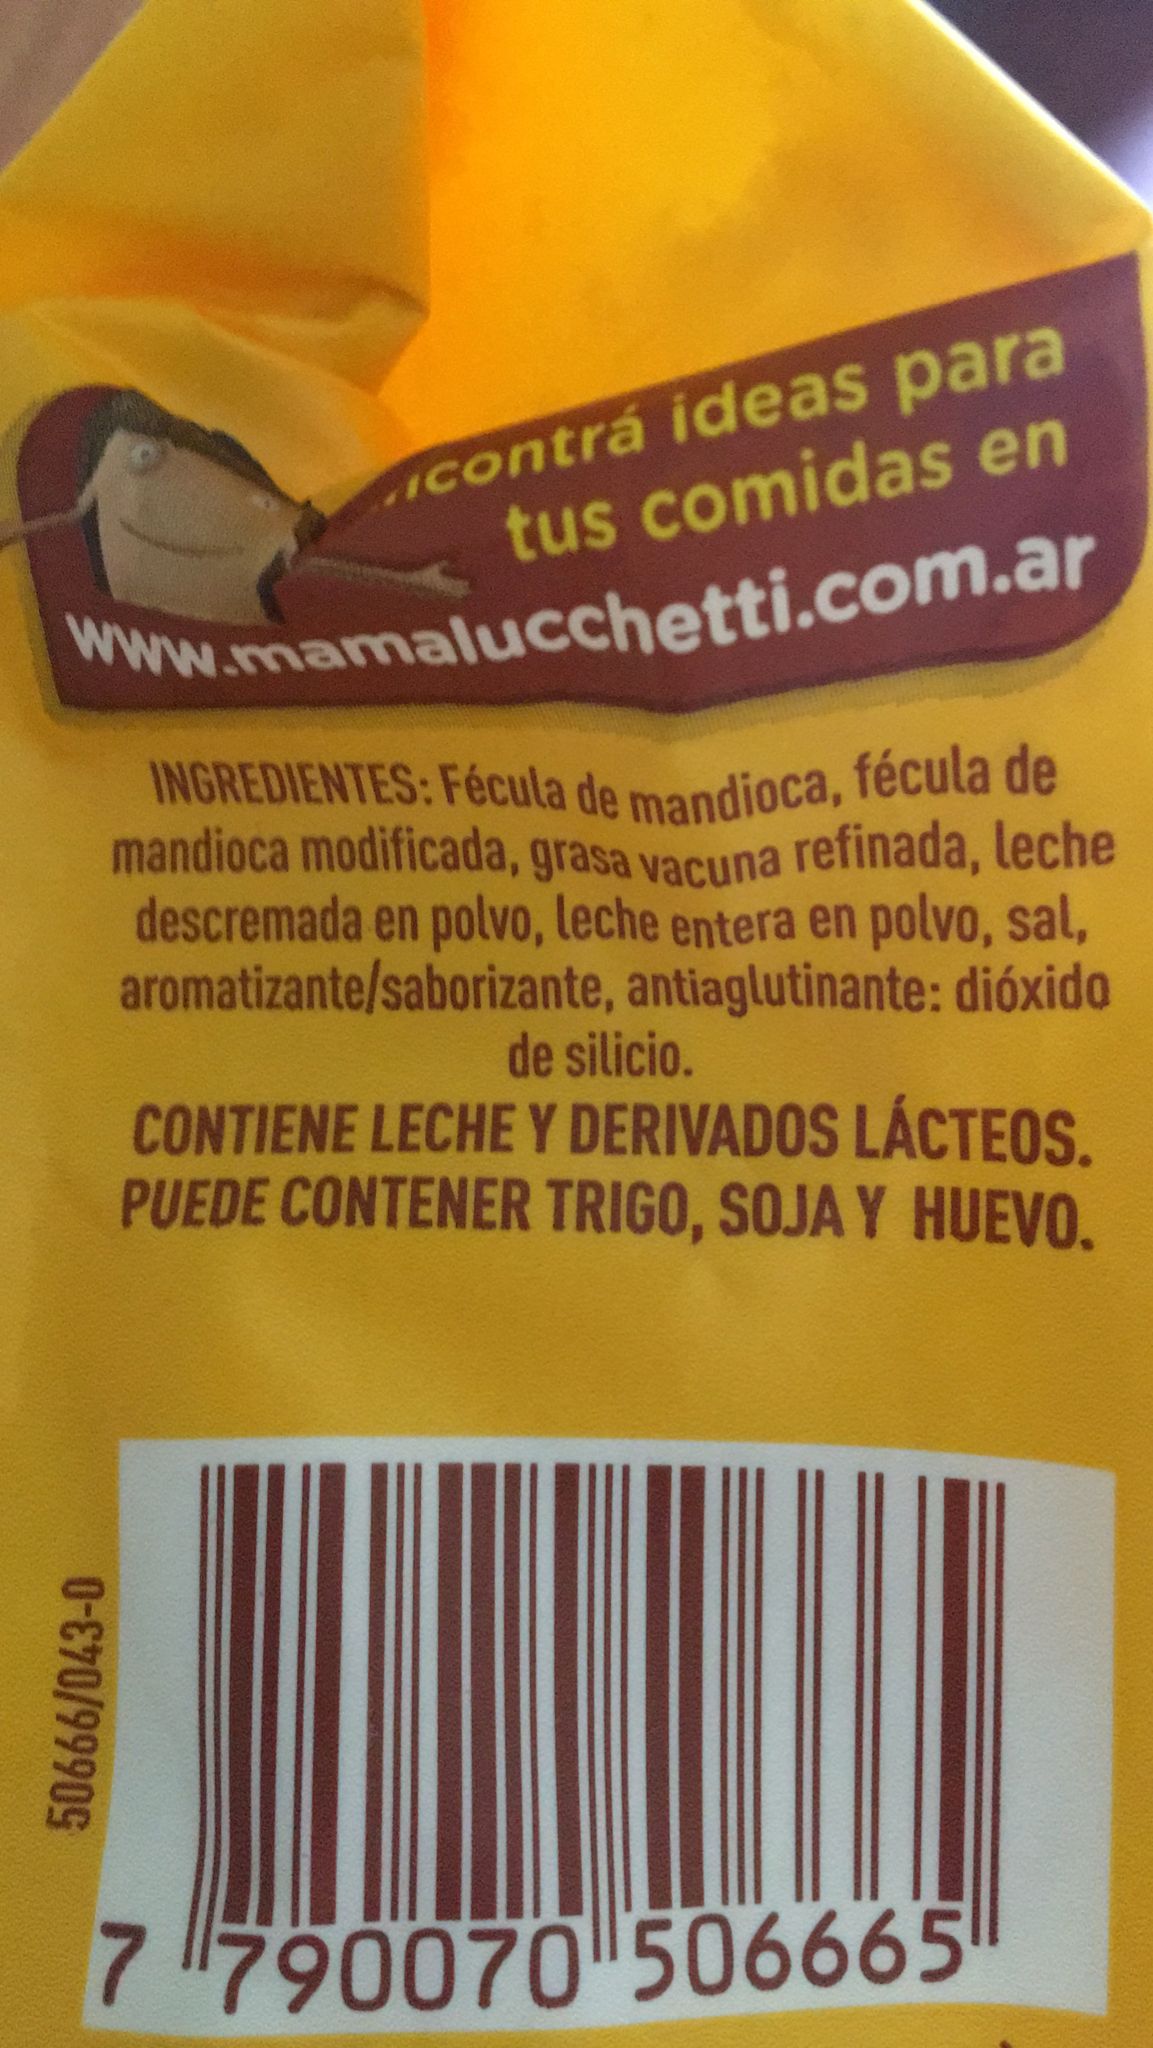 ideas para
tus comidas en
www.mamalucchetti.com.ar
INGREDIENTES: Fécula de mandioca, fécula de
mandioca modificada, grasa vacuna refinada, leche
descremada en polvo, leche entera en polvo, sal,
aromatizante/saborizante, antiaglutinante: dióxido
de silicio.
CONTIENE LECHE Y DERIVADOS LÁCTEOS.
PUEDE CONTENER TRIGO, SOJA Y HUEVO.
50666/043-0
7 790070 506665